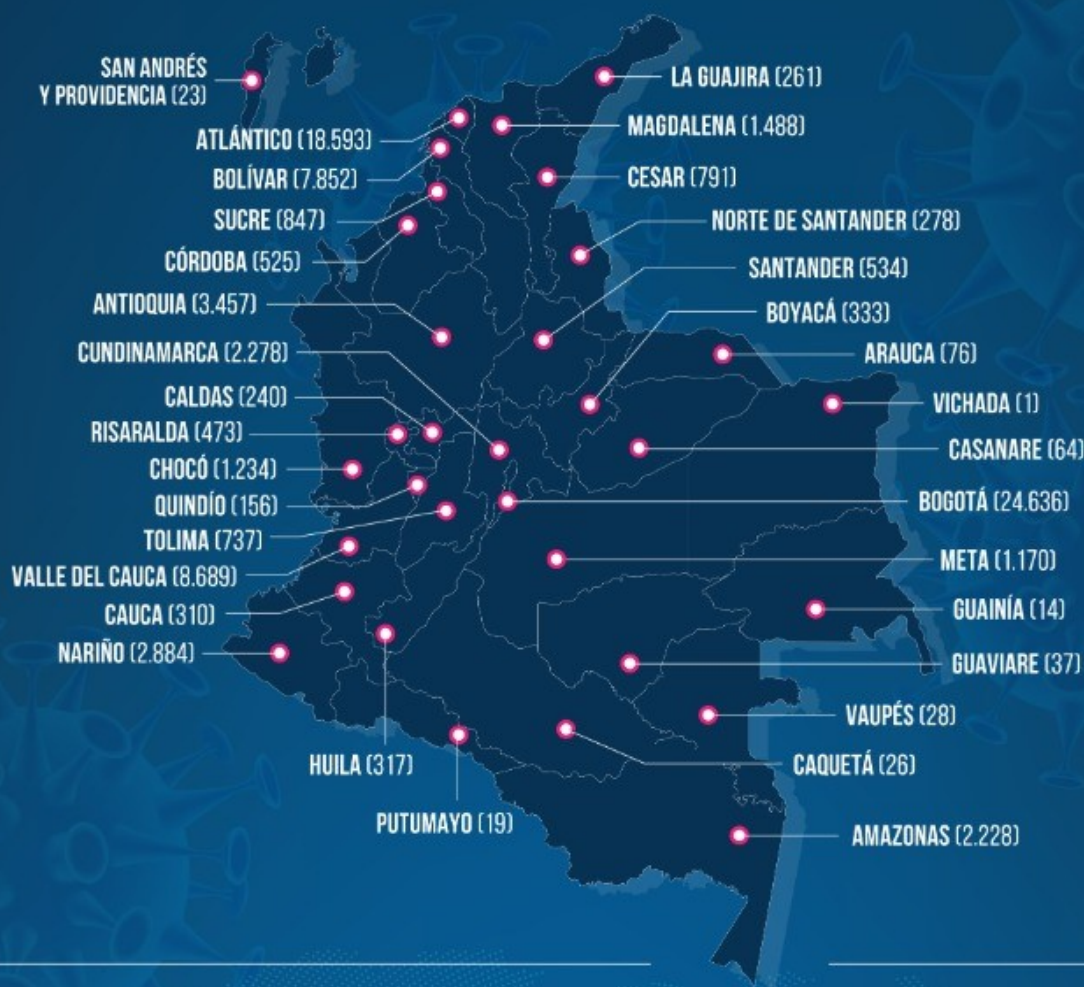 SAN ANDRÉS
Y PROVIDENCIA (23)
ATLÁNTICO (18.593)
BOLÍVAR (7.852)
SUCRE (847)
CÓRDOBA (525)
ANTIOQUIA (3.457)
CUNDINAMARCA (2.278)
CALDAS (240)
RISARALDA (473)
CHOCÓ (1.234)
QUINDÍO (156)
TOLIMA (737)
VALLE DEL CAUCA (8.689)
CAUCA (310)
NARIÑO (2.884)
HUILA (317)
PUTUMAYO (19)
LA GUAJIRA (261)
MAGDALENA (1.488)
CESAR (791)
NORTE DE SANTANDER (278)
SANTANDER (534)
BOYACÁ (333)
ARAUCA (76)
VICHADA (1)
CASANARE (64)
BOGOTÁ (24.636)
META (1.170)
GUAINÍA (14)
GUAVIARE (37)
VAUPÉS (28)
CAQUETÁ (26)
AMAZONAS (2.228)